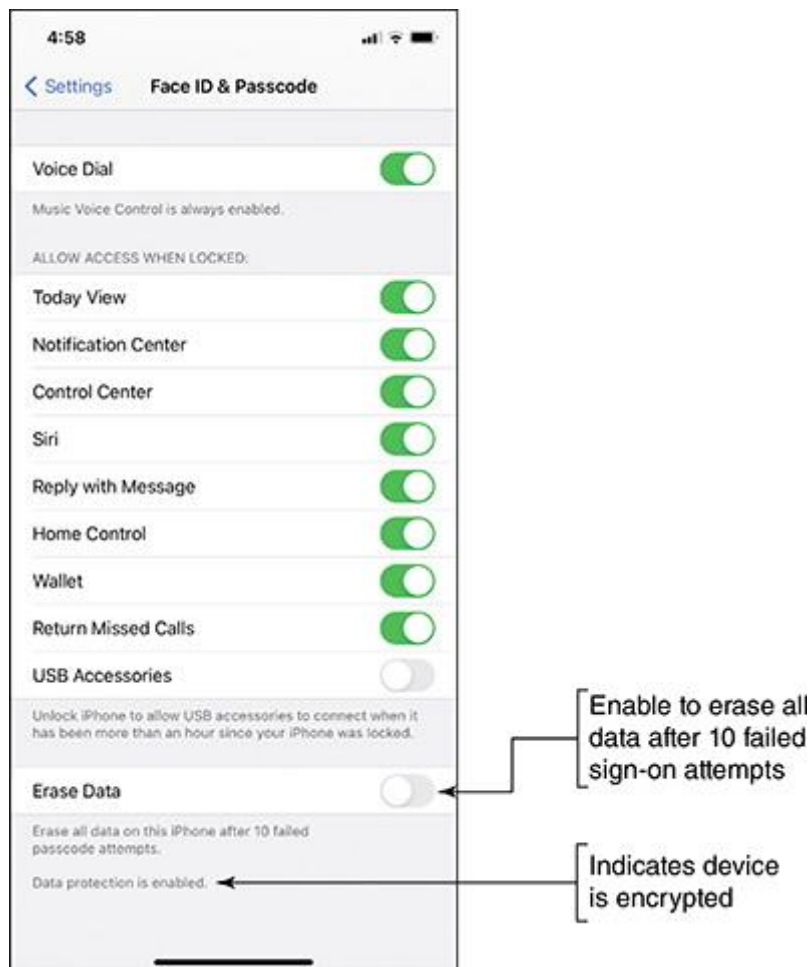 4:58
Settings Face ID & Passcode
Voice Dial
Music Voice Control is always enabled.
ALLOW ACCESS WHEN LOCKED:
Today View
Notification Center
Control Center
Siri
Reply with Message
Home Control
Wallet
Return Missed Calls
USB Accessories
Unlock iPhone to allow USB accessories to connect when it
has been more than an hour since your iPhone was locked.
Erase Data
Erase all data on this iPhone after 10 failed
passcode attempts.
Data protection is enabled.
Enable to erase all
data after 10 failed
sign-on attempts
Indicates device
is encrypted